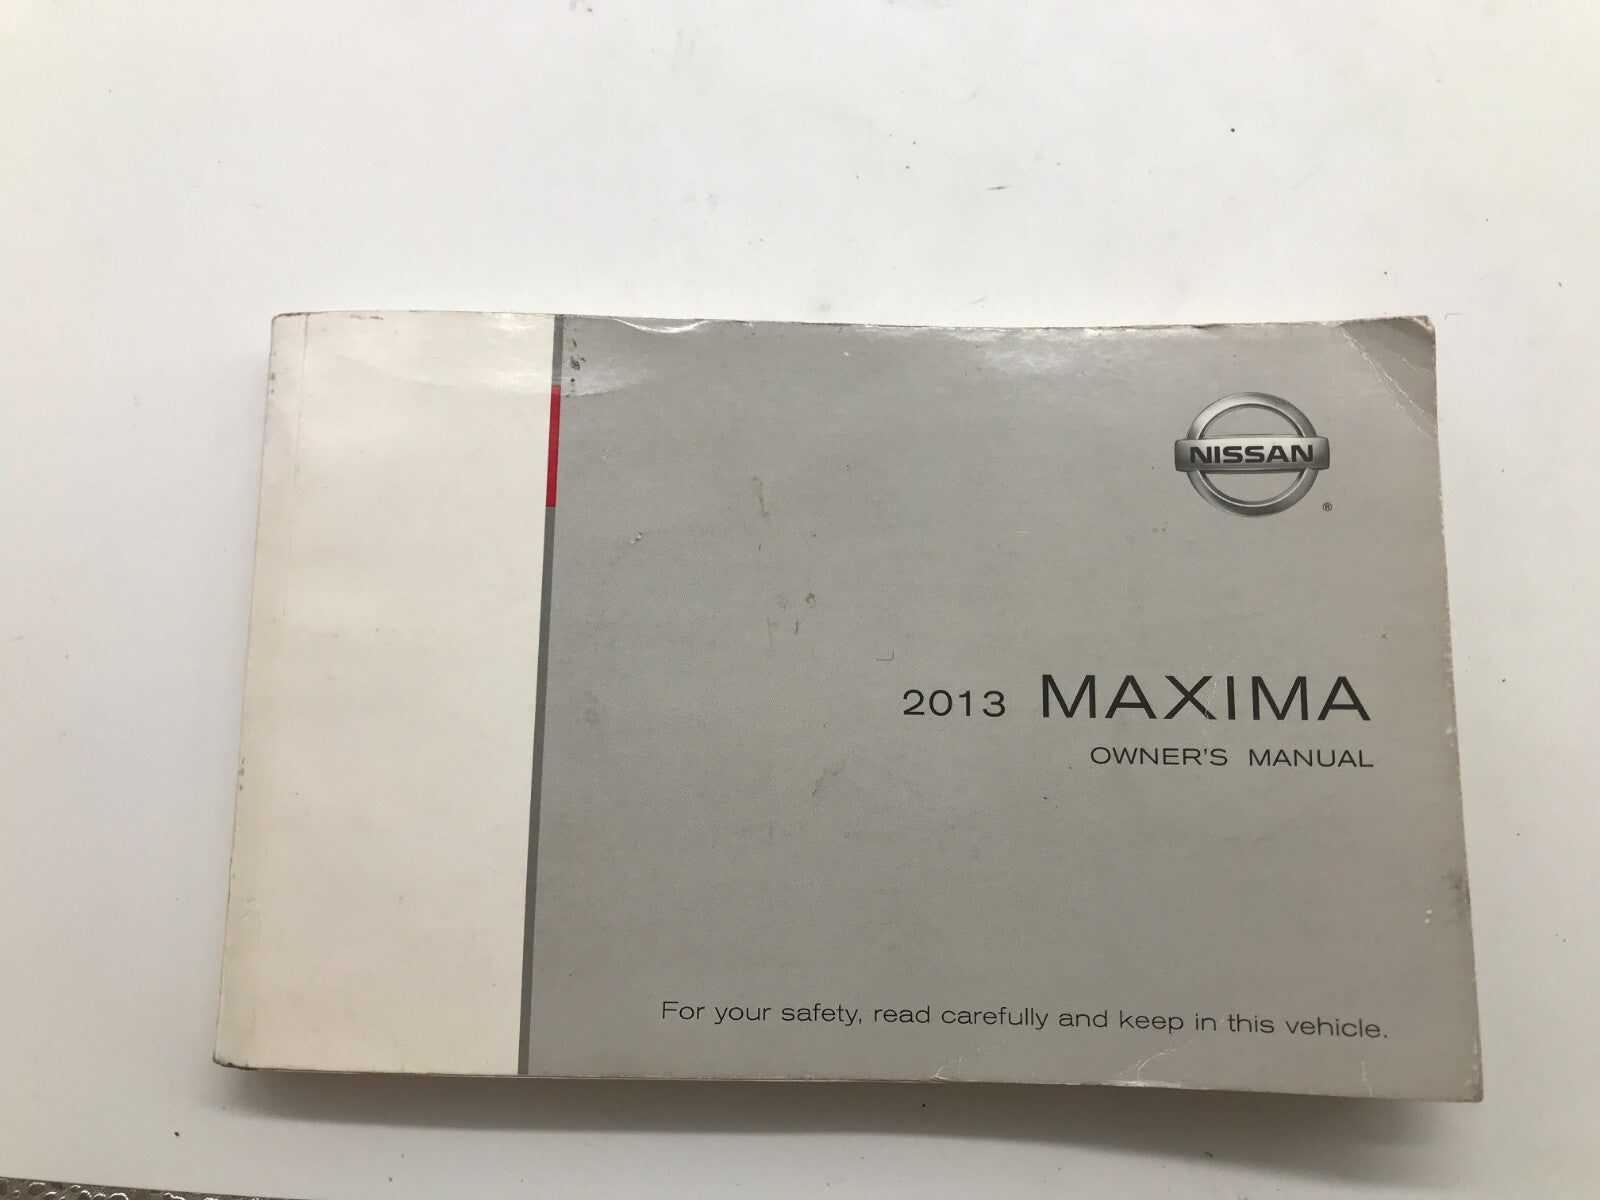 NISSAN
®
2013 MAXIMA
OWNER'S MANUAL
For your safety, read carefully and keep in this vehicle.